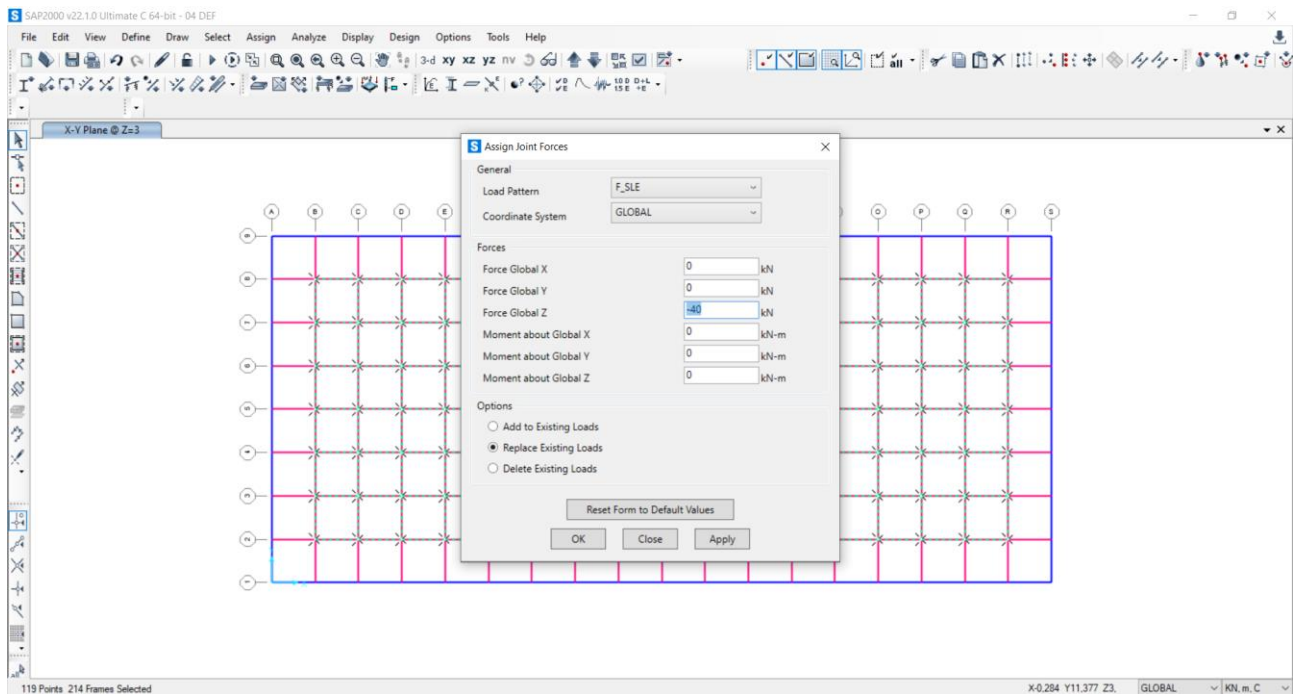 SAP2000 v22.1.0 Ultimate C 64-bit - 04 DEF
File Edit View Define Draw Select Assign Analyze Display Design Options Tools Help
3-d xy xz yz nv
X-Y Plane @ Z=3
Assign Joint Forces
General
Load Pattern F_SLE
Coordinate System GLOBAL
A B C D E O P Q R S
Forces
Force Global X 0 kN
Force Global Y 0 kN
Force Global Z -40 kN
Moment about Global X 0 kN-m
Moment about Global Y 0 kN-m
Moment about Global Z 0 kN-m
Options
Add to Existing Loads
Replace Existing Loads
Delete Existing Loads
Reset Form to Default Values
OK Close Apply
119 Points 214 Frames Selected
X-0,284 Y11,377 Z3, GLOBAL KN, m, C